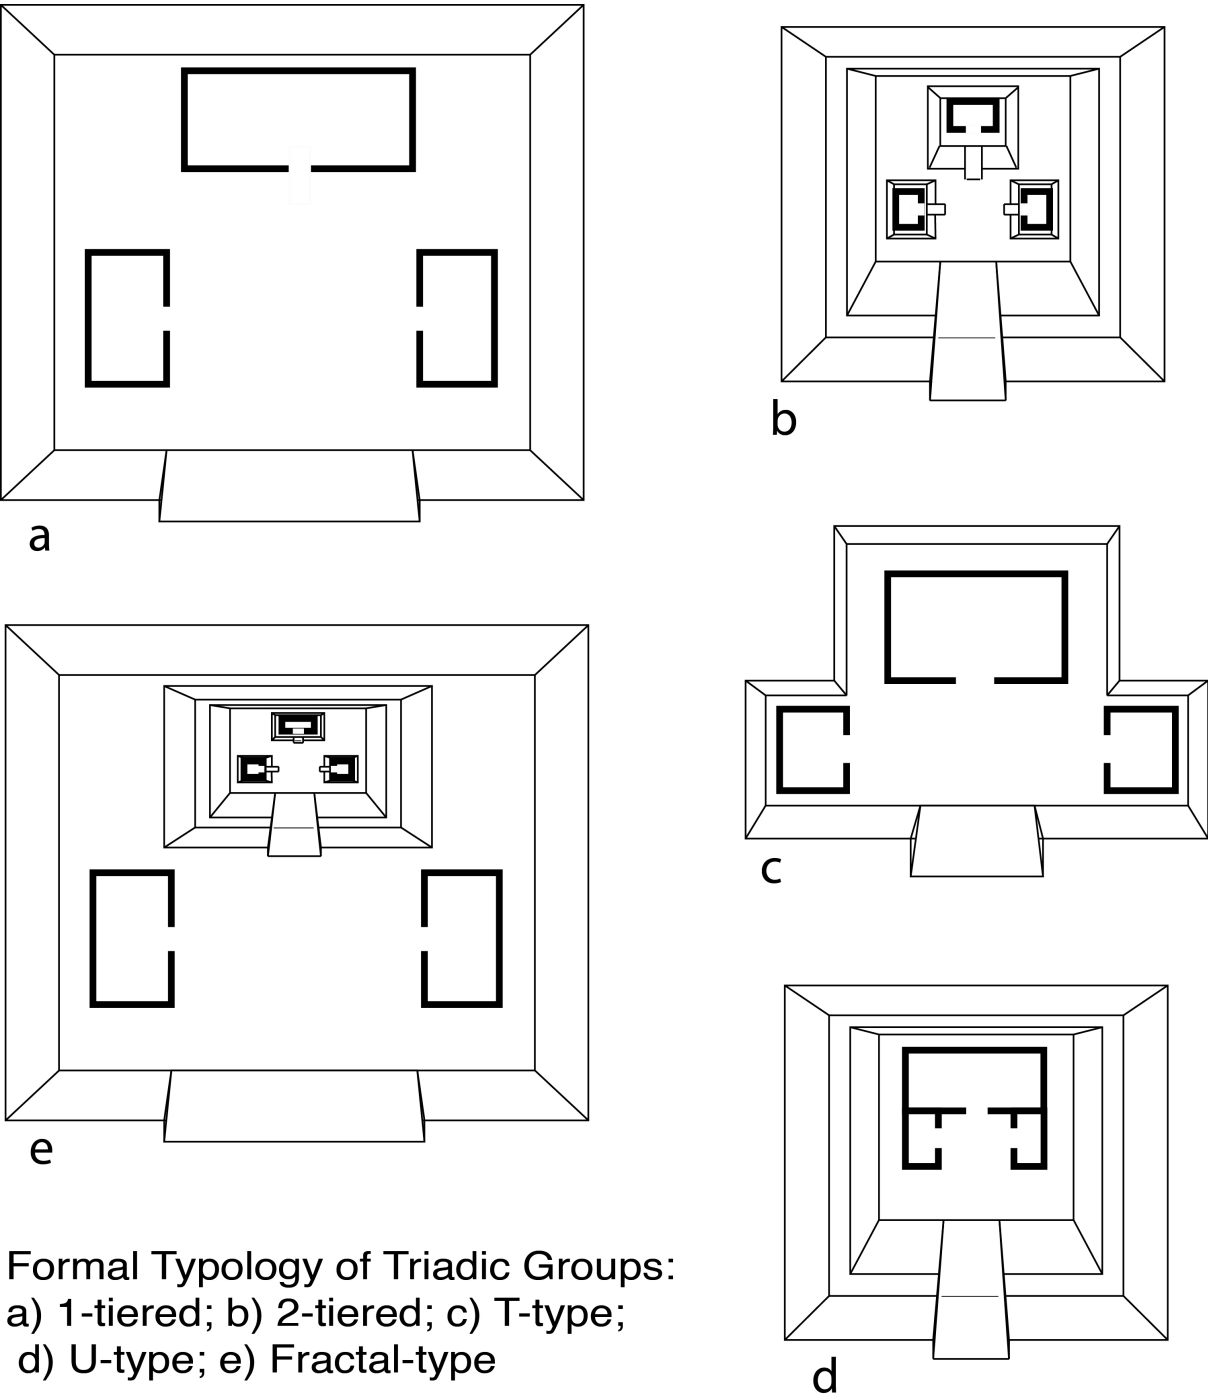 a
b
c
e
d
Formal Typology of Triadic Groups:
a) 1-tiered; b) 2-tiered; c) T-type;
d) U-type; e) Fractal-type